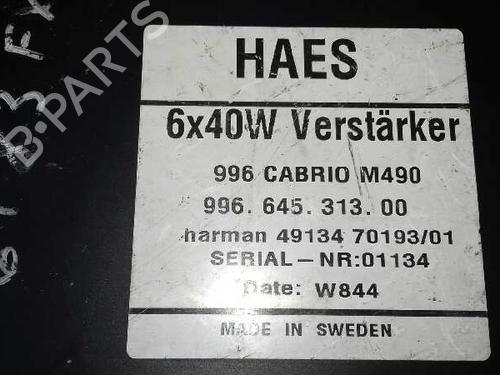 HAES
6x40W Verstärker
996 CABRIO M490
996. 645. 313. 00
harman 49134 70193/01
SERIAL-NR:01134
Date: W844
MADE IN SWEDEN
B-PARTS